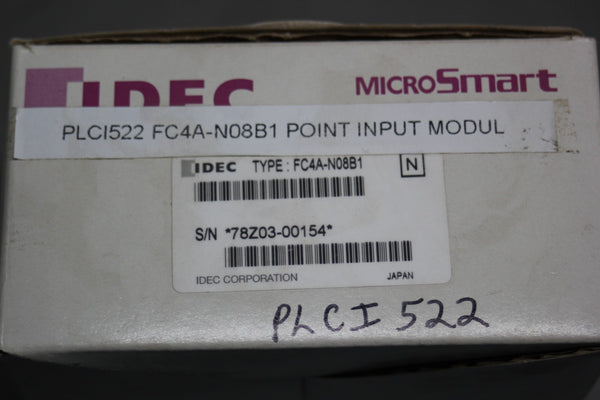 IDEC
MICROSmart
PLCI522 FC4A-N08B1 POINT INPUT MODUL
IDEC TYPE : FC4A-N08B1 N
S/N *78Z03-00154*
IDEC CORPORATION JAPAN
PLCI 522